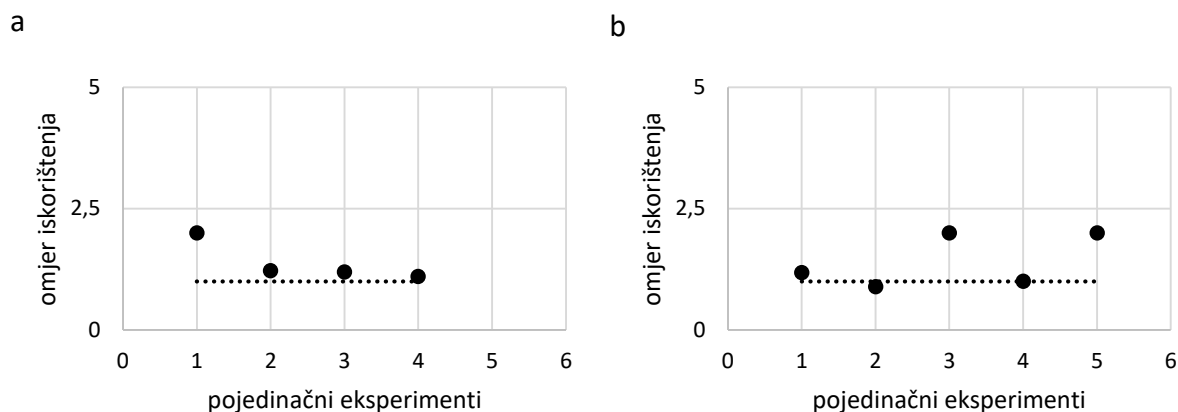 a
b
omjer iskorištenja
5
2,5
0
0 1 2 3 4 5 6
pojedinačni eksperimenti
omjer iskorištenja
5
2,5
0
0 1 2 3 4 5 6
pojedinačni eksperimenti